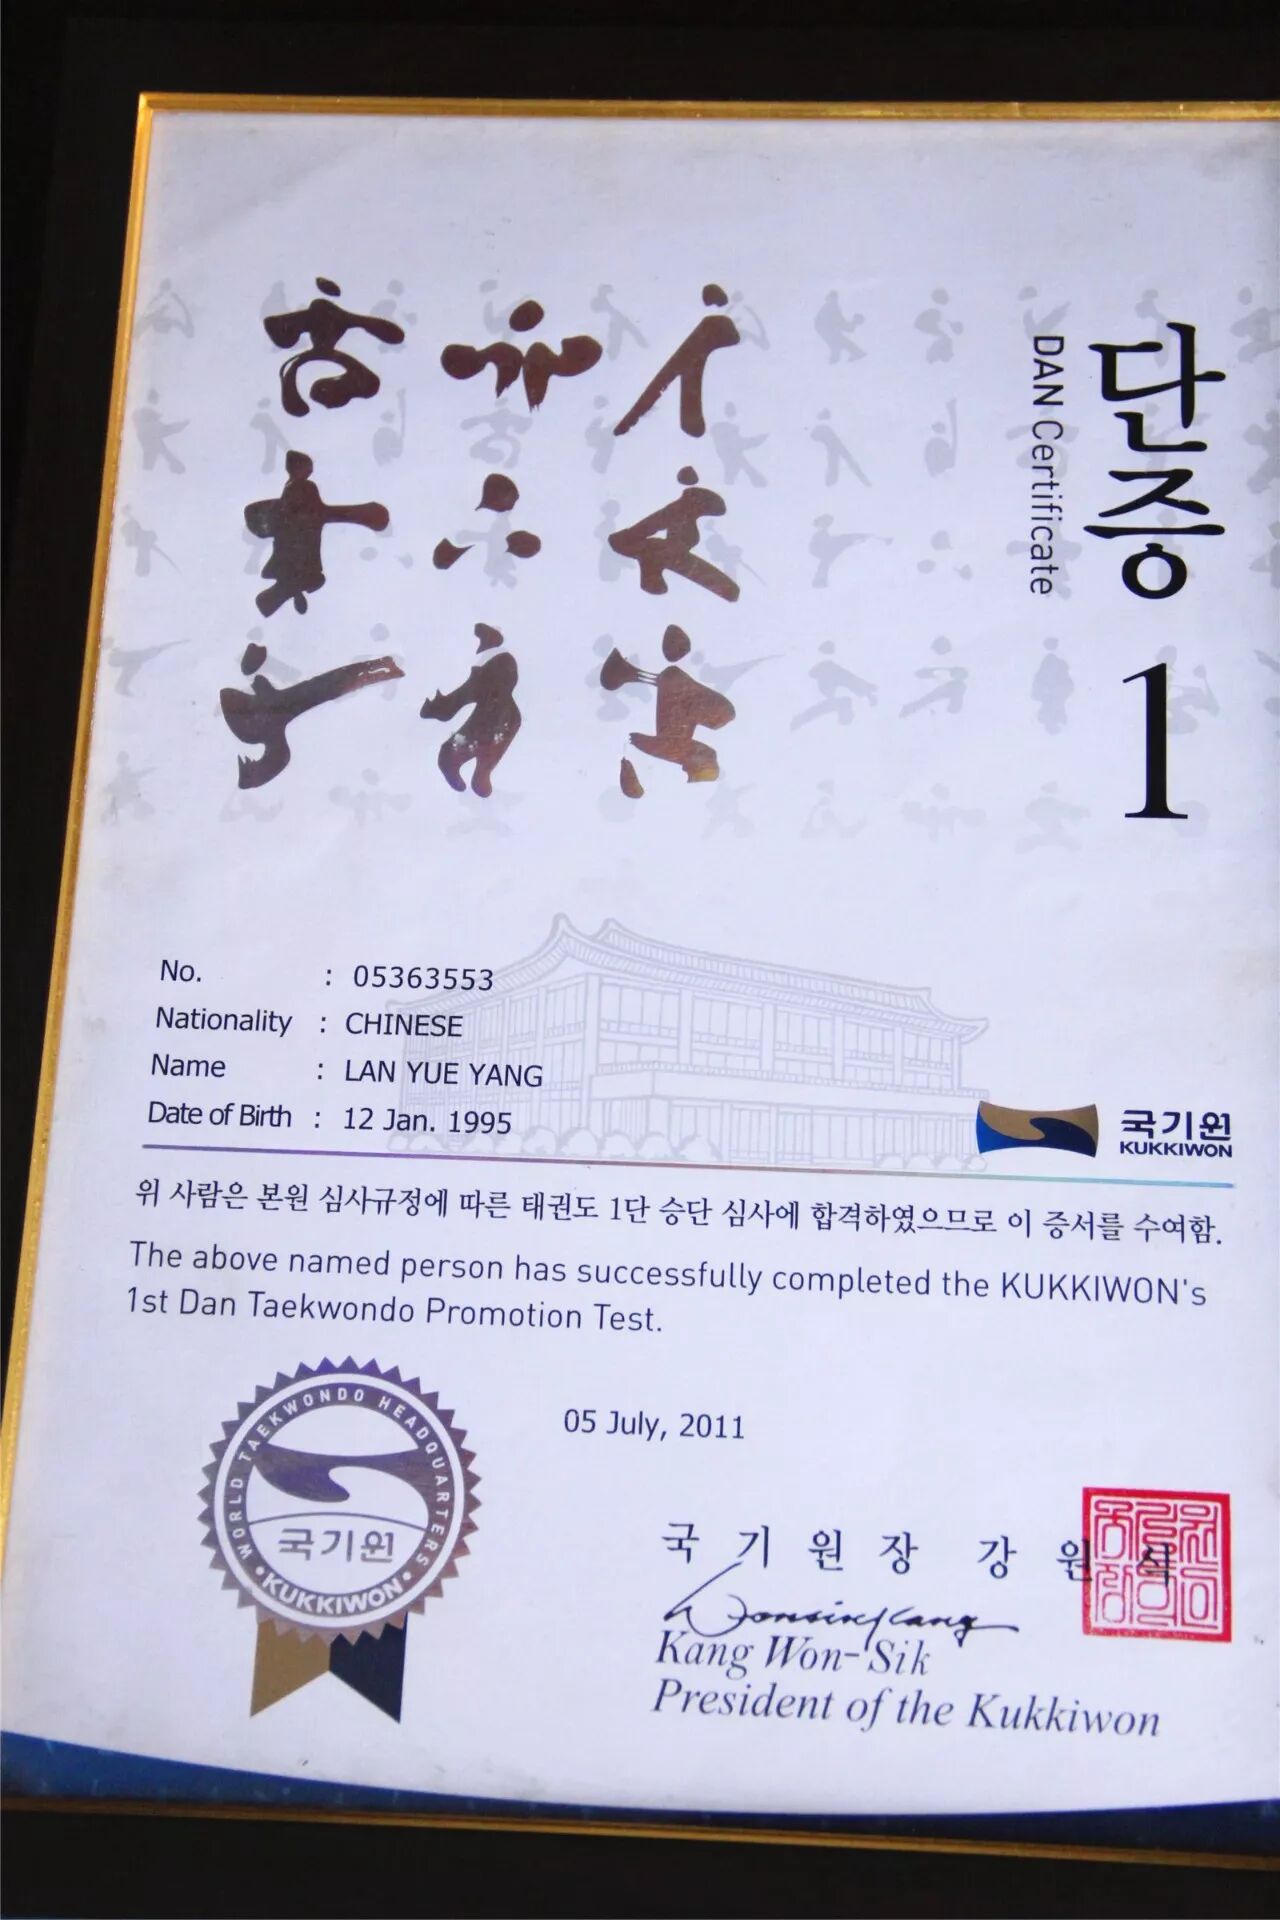 단증 1
DAN Certificate
No. : 05363553
Nationality : CHINESE
Name : LAN YUE YANG
Date of Birth : 12 Jan. 1995
국기원
KUKKIWON
위 사람은 본원 심사규정에 따른 태권도 1단 승단 심사에 합격하였으므로 이 증서를 수여함.
The above named person has successfully completed the KUKKIWON's
1st Dan Taekwondo Promotion Test.
WORLD TAEKWONDO HEADQUARTERS
국기원
KUKKIWON
05 July, 2011
국 기 원 장 강 원 식
Kang Won-Sik
President of the Kukkiwon